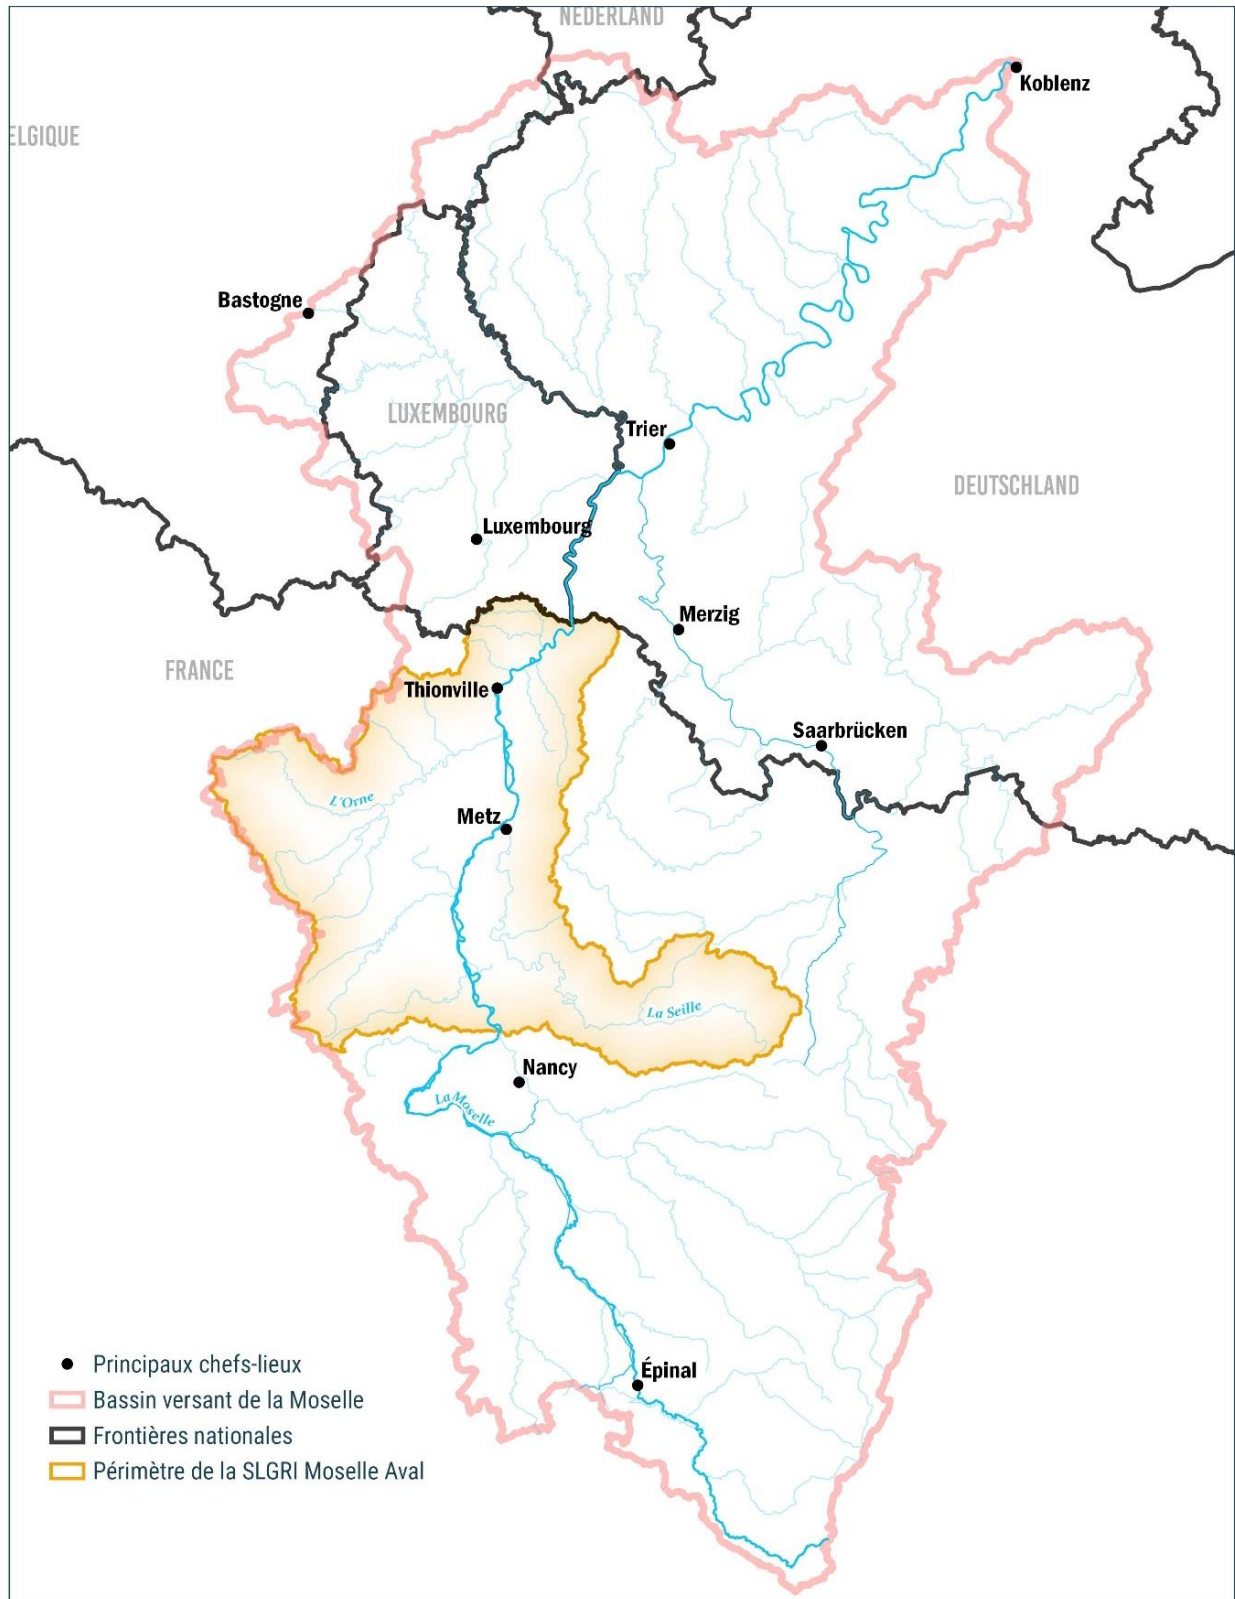 NEDERLAND
Koblenz
ELGIQUE
Bastogne
LUXEMBOURG
Trier
DEUTSCHLAND
Luxembourg
Merzig
FRANCE
Thionville
Saarbrücken
L'Orne
Metz
La Seille
Nancy
La Moselle
Épinal
Principaux chefs-lieux
Bassin versant de la Moselle
Frontières nationales
Périmètre de la SLGRI Moselle Aval